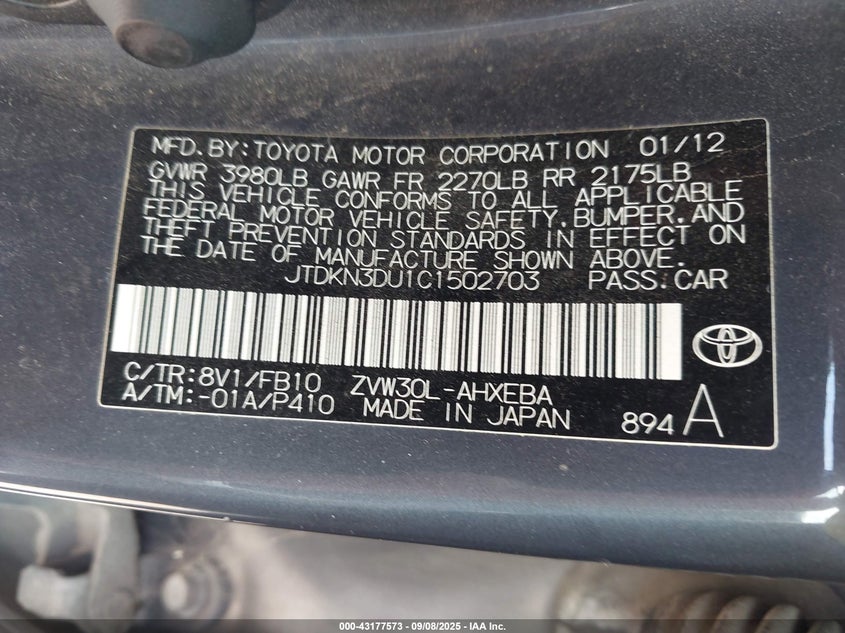 MFD.BY:TOYOTA MOTOR CORPORATION 01/12
GVWR 3980LB GAWR FR 2270LB RR 2175LB
THIS VEHICLE CONFORMS TO ALL APPLICABLE
FEDERAL MOTOR VEHICLE SAFETY,BUMPER,AND
THEFT PREVENTION STANDARDS IN EFFECT ON
THE DATE OF MANUFACTURE SHOWN ABOVE.
JTDKN3DU1C1502703 PASS.CAR
C/TR:8V1/FB10 ZVW30L-AHXEBA
A/TM:-01A/P410 MADE IN JAPAN 894 A
000-43177573 - 09/08/2025 - IAA Inc.